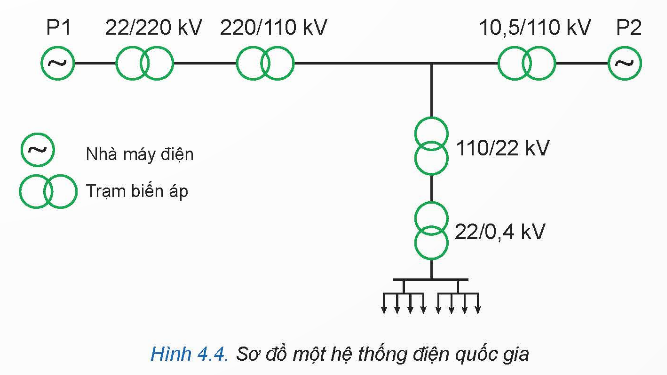 P1 22/220 kV 220/110 kV 10,5/110 kV P2
110/22 kV
Nhà máy điện
Trạm biến áp
22/0,4 kV
Hình 4.4. Sơ đồ một hệ thống điện quốc gia